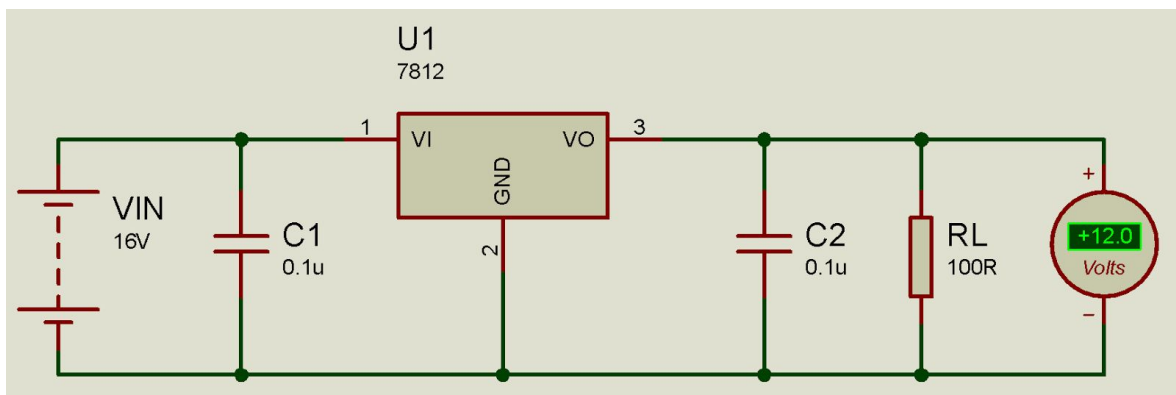 U1
7812
1
VI
VO
3
GND
2
VIN
16V
C1
0.1u
C2
0.1u
RL
100R
+
+12.0
Volts
−